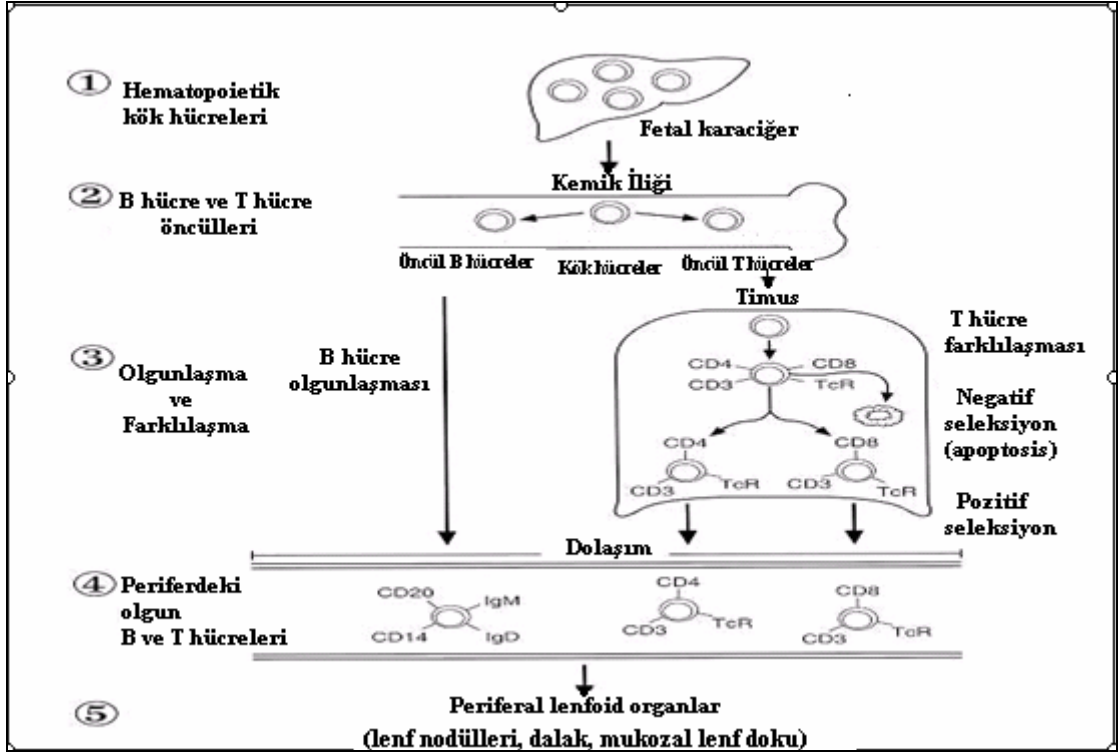 1 Hematopoietik
kök hücreleri
Fetal karaciğer
Kemik İliği
2 B hücre ve T hücre
öncülleri
Öncül B hücreler
Kök hücreler
Öncül T hücreler
Timus
T hücre
farklılaşması
3 Olgunlaşma
ve
Farklılaşma
B hücre
olgunlaşması
CD4
CD8
CD3
TcR
Negatif
seleksiyon
(apoptosis)
CD4
CD3
TcR
CD8
CD3
TcR
Pozitif
seleksiyon
Dolaşım
4 Periferdeki
olgun
B ve T hücreleri
CD20
IgM
CD14
IgD
CD4
CD3
TcR
CD8
CD3
TcR
5 Periferal lenfoid organlar
(lenf nodülleri, dalak, mukozal lenf doku)